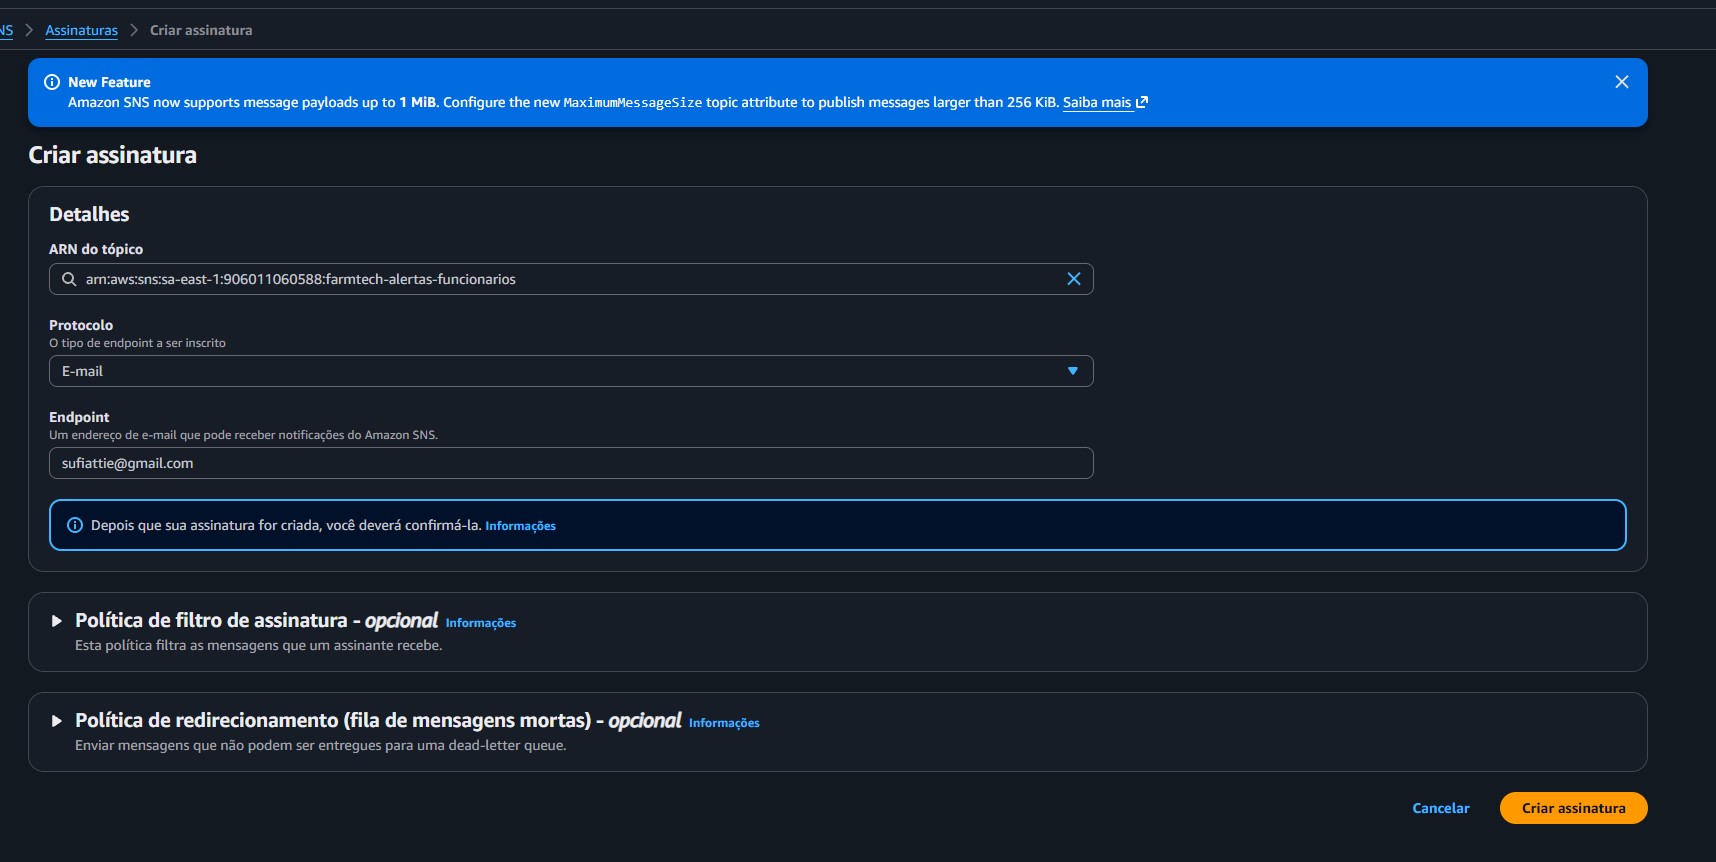 NS > Assinaturas > Criar assinatura
New Feature
Amazon SNS now supports message payloads up to 1 MiB. Configure the new MaximumMessageSize topic attribute to publish messages larger than 256 KiB. Saiba mais
Criar assinatura
Detalhes
ARN do tópico
arn:aws:sns:sa-east-1:906011060588:farmtech-alertas-funcionarios
Protocolo
O tipo de endpoint a ser inscrito
E-mail
Endpoint
Um endereço de e-mail que pode receber notificações do Amazon SNS.
sufiattie@gmail.com
Depois que sua assinatura for criada, você deverá confirmá-la. Informações
Política de filtro de assinatura - opcional Informações
Esta política filtra as mensagens que um assinante recebe.
Política de redirecionamento (fila de mensagens mortas) - opcional Informações
Enviar mensagens que não podem ser entregues para uma dead-letter queue.
Cancelar
Criar assinatura